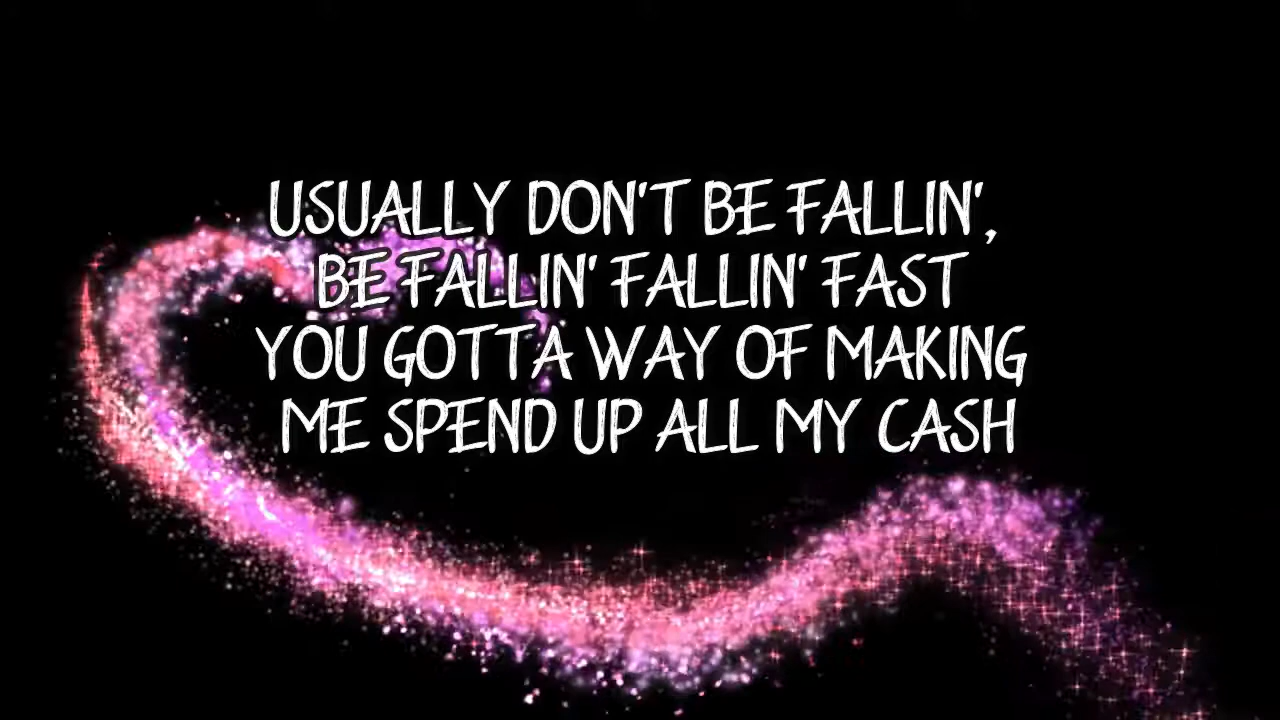 USUALLY DON'T BE FALLIN',
BE FALLIN' FALLIN' FAST
YOU GOTTA WAY OF MAKING
ME SPEND UP ALL MY CASH